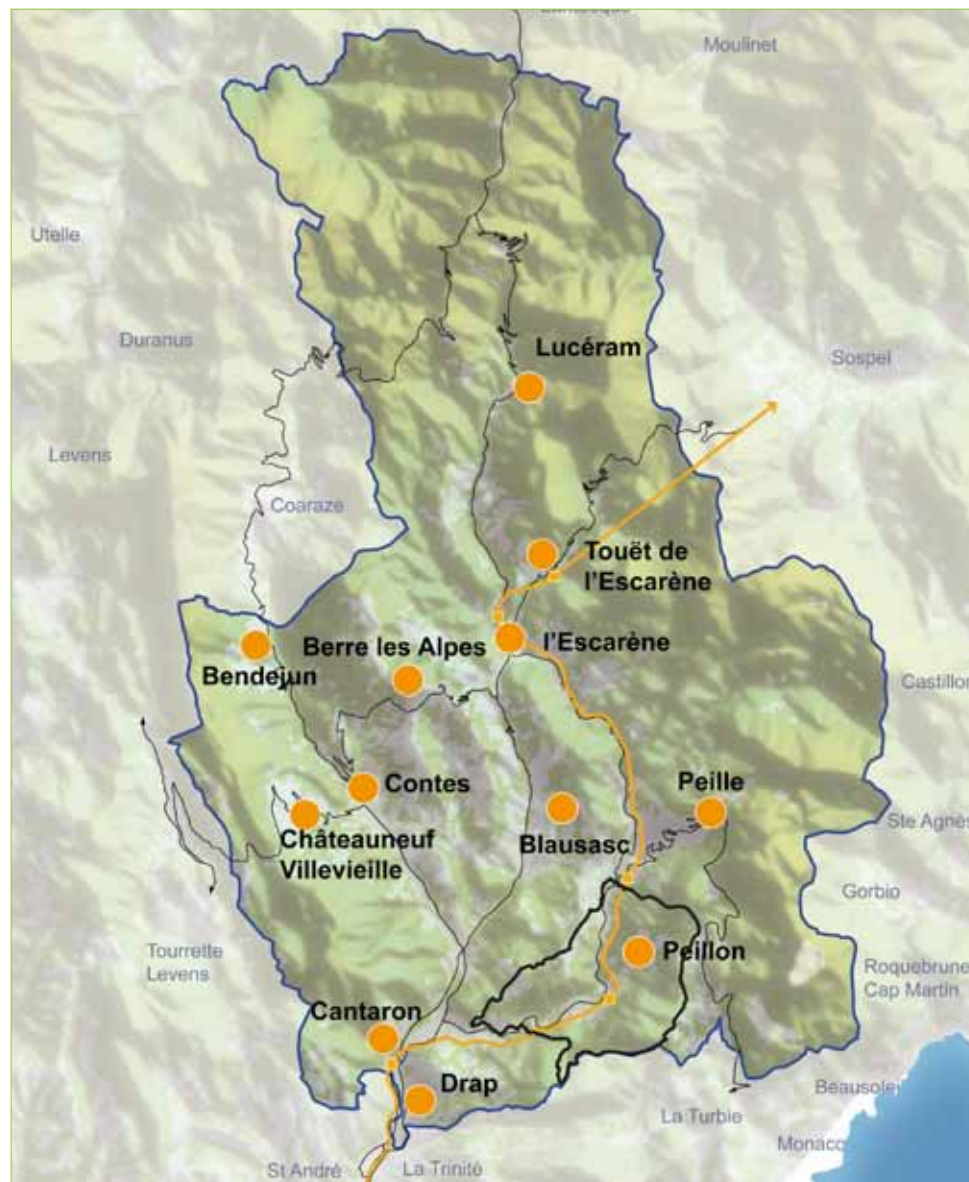 Moulinet
Utelle
Duranus
Lucéram
Sospel
Levens
Coaraze
Touët de
l'Escarène
l'Escarène
Berre les Alpes
Bendejun
Castillon
Contes
Peille
Châteauneuf
Villevieille
Blausasc
Ste Agnès
Gorbio
Tourrette
Levens
Peillon
Roquebrune
Cap Martin
Cantaron
Drap
Beausolei
La Turbie
Monaco
St André
La Trinité